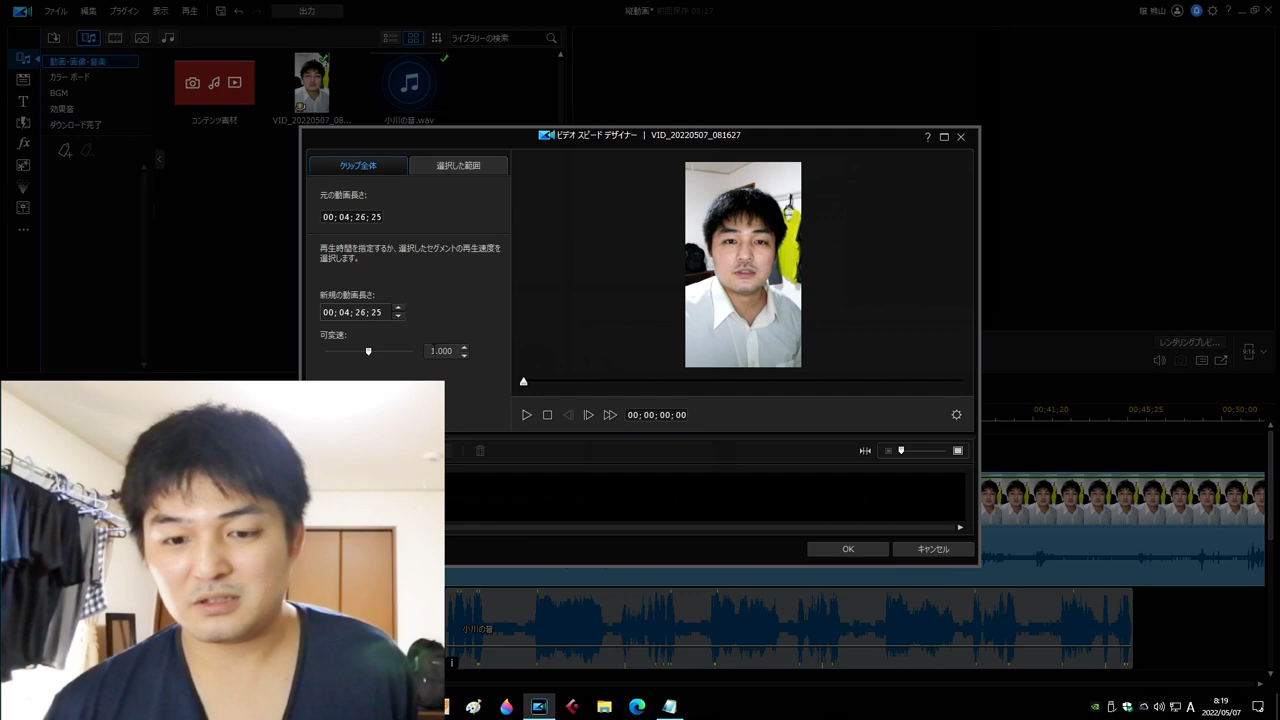 ファイル 編集 プラグイン 表示 再生 出力 縦動画* 前回保存 08:17
ライブラリーの検索
動画・画像・音楽
カラー ボード
BGM
効果音
ダウンロード完了
コンテンツ素材 VID_20220507_08... 小川の音.wav
ビデオ スピード デザイナー | VID_20220507_081627
クリップ全体 選択した範囲
元の動画長さ:
00;04;26;25
再生時間を指定するか、選択したセグメントの再生速度を
選択します。
新規の動画長さ:
00;04;26;25
可変速:
1.000
00;00;00;00
OK キャンセル
レンダリングプレビ...
9:16
00;41;20 00;45;25 00;50;00
小川の音
T
fx
i
A
8:19
2022/05/07